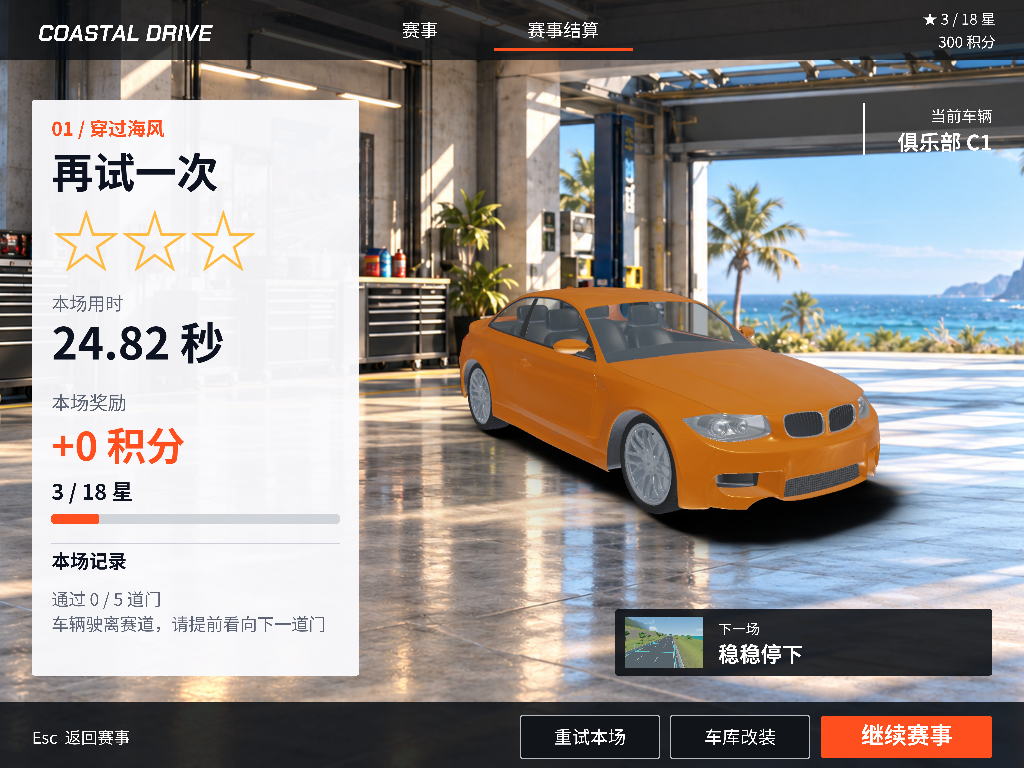 COASTAL DRIVE
赛事
赛事结算
★ 3 / 18 星
300 积分
01 / 穿过海风
再试一次
本场用时
24.82 秒
本场奖励
+0 积分
3 / 18 星
本场记录
通过 0 / 5 道门
车辆驶离赛道，请提前看向下一道门
当前车辆
俱乐部 C1
下一场
稳稳停下
Esc 返回赛事
重试本场
车库改装
继续赛事